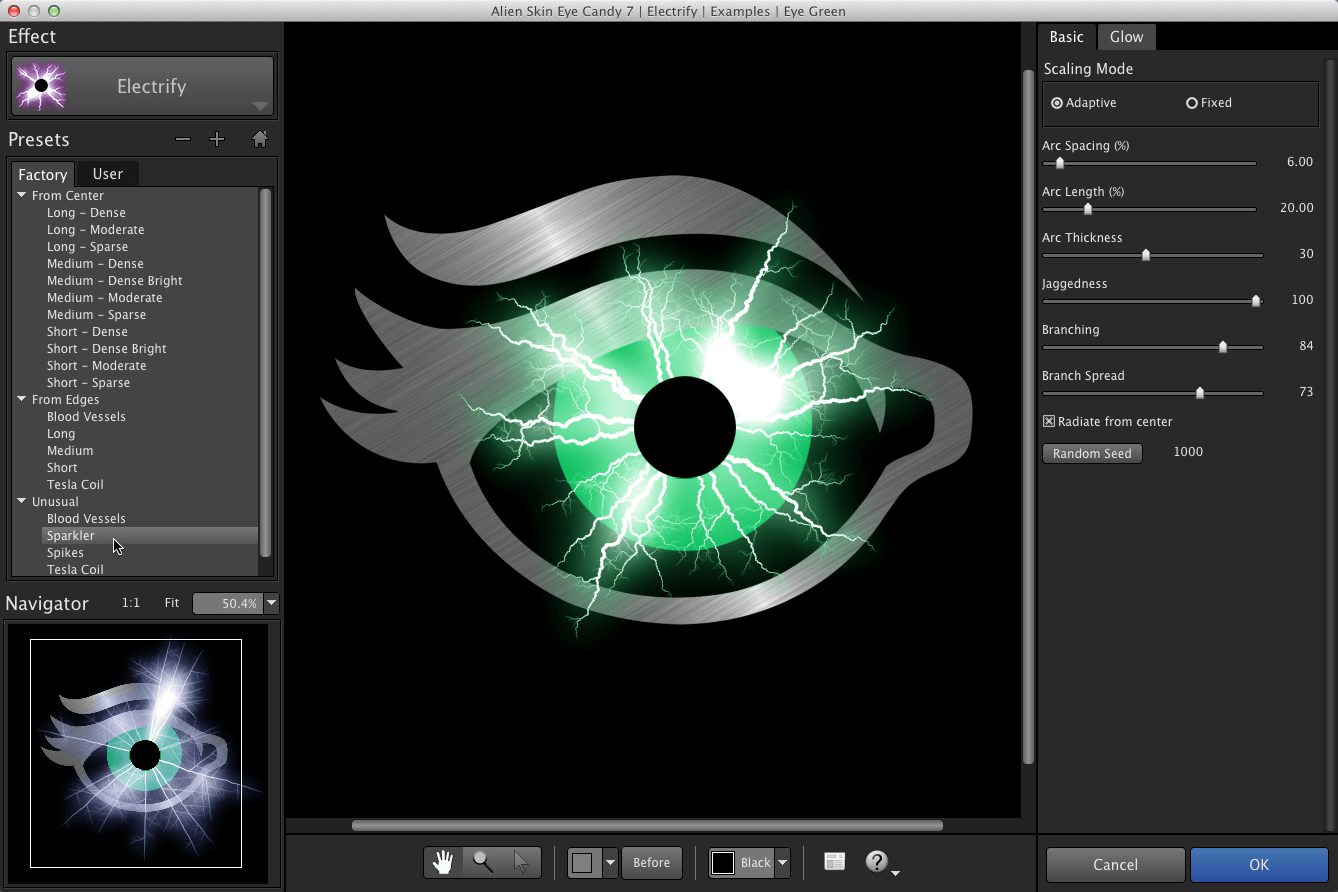 Alien Skin Eye Candy 7 | Electrify | Examples | Eye Green
Effect
Electrify
Presets
Factory User
From Center
Long – Dense
Long – Moderate
Long – Sparse
Medium – Dense
Medium – Dense Bright
Medium – Moderate
Medium – Sparse
Short – Dense
Short – Dense Bright
Short – Moderate
Short – Sparse
From Edges
Blood Vessels
Long
Medium
Short
Tesla Coil
Unusual
Blood Vessels
Sparkler
Spikes
Tesla Coil
Navigator 1:1 Fit 50.4%
Before
Black
?
Basic Glow
Scaling Mode
Adaptive Fixed
Arc Spacing (%)
6.00
Arc Length (%)
20.00
Arc Thickness
30
Jaggedness
100
Branching
84
Branch Spread
73
Radiate from center
Random Seed 1000
Cancel OK